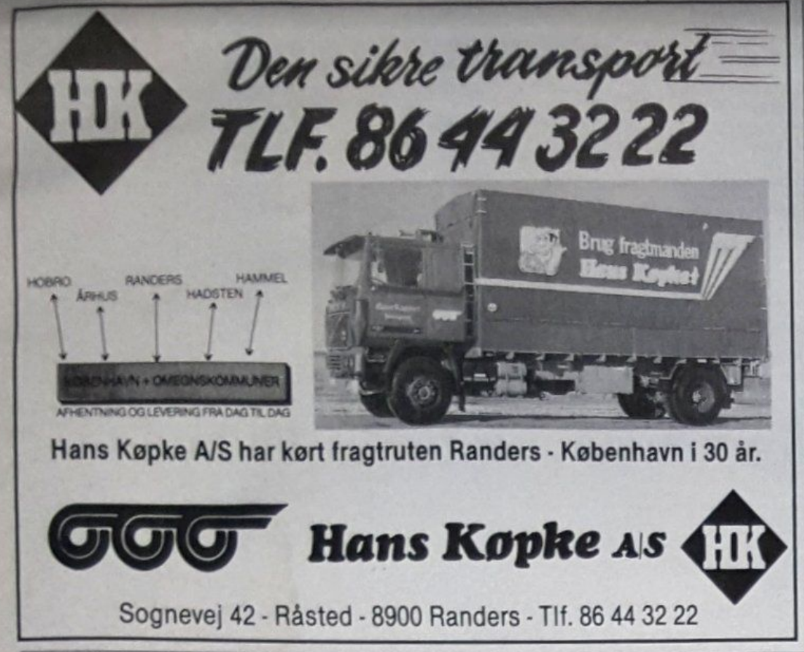 HK
Den sikre transport
TLF. 86 44 32 22
HOBRO
ÅRHUS
RANDERS
HADSTEN
HAMMEL
KØBENHAVN + OMEGNSKOMMUNER
AFHENTNING OG LEVERING FRA DAG TIL DAG
Brug fragtmanden
Hans Køpke!
Hans Køpke A/S har kørt fragtruten Randers - København i 30 år.
Hans Køpke A/S
HK
Sognevej 42 - Råsted - 8900 Randers - Tlf. 86 44 32 22